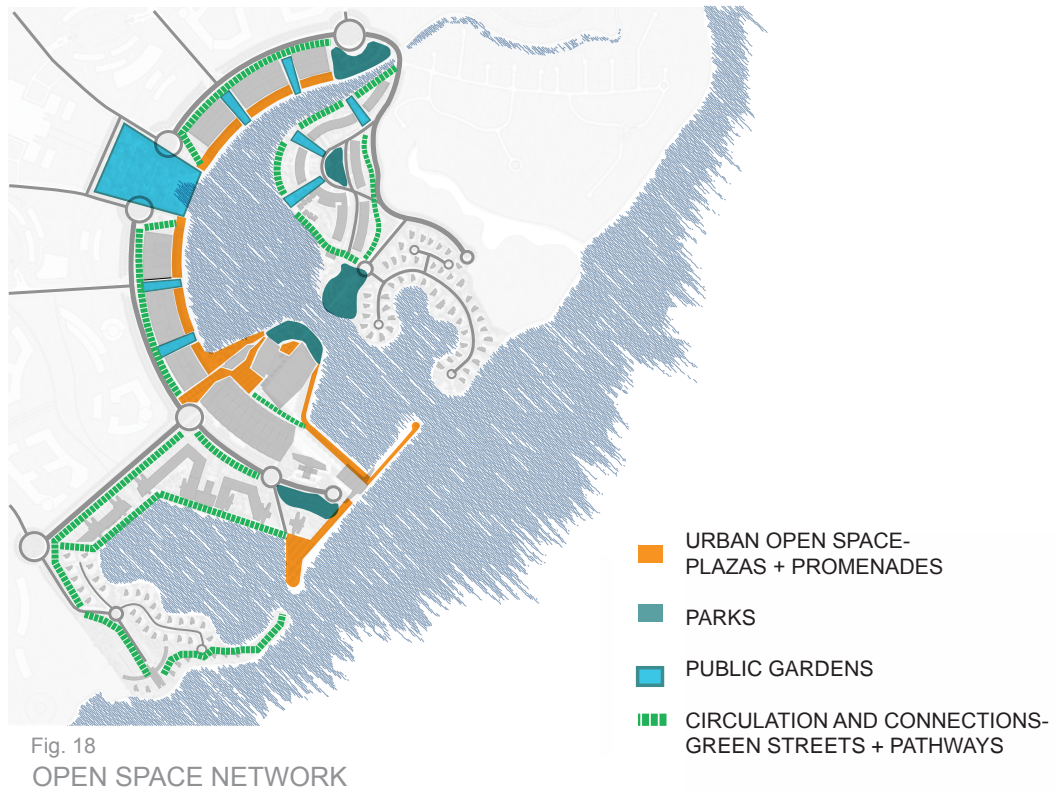 URBAN OPEN SPACE-
PLAZAS + PROMENADES
PARKS
PUBLIC GARDENS
CIRCULATION AND CONNECTIONS-
GREEN STREETS + PATHWAYS
Fig. 18
OPEN SPACE NETWORK